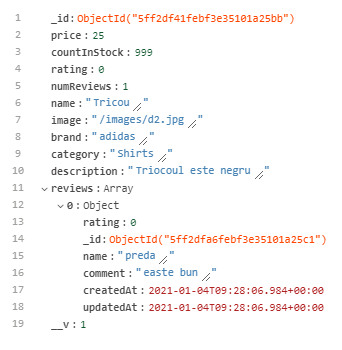 1 _id:ObjectId("5ff2df41febf3e35101a25bb")
2 price:25
3 countInStock:999
4 rating:0
5 numReviews:1
6 name:"Tricou"
7 image:"/images/d2.jpg"
8 brand:"adidas"
9 category:"Shirts"
10 description:"Triocoul este negru"
11 reviews:Array
12 0:Object
13 rating:0
14 _id:ObjectId("5ff2dfa6febf3e35101a25c1")
15 name:"preda"
16 comment:"easte bun"
17 createdAt:2021-01-04T09:28:06.984+00:00
18 updatedAt:2021-01-04T09:28:06.984+00:00
19 __v:1